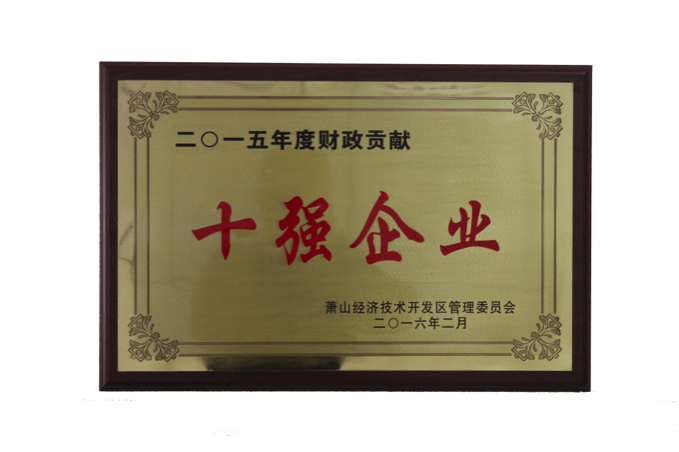 二〇一五年度财政贡献
十强企业
萧山经济技术开发区管理委员会
二〇一六年二月